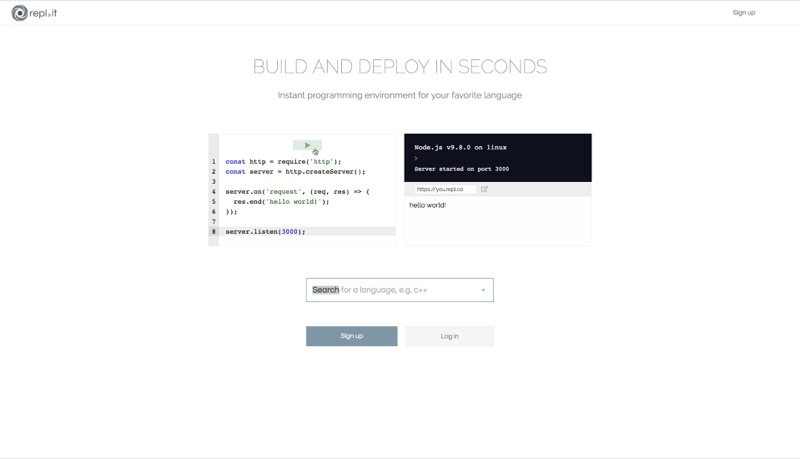 repl.it
Sign up
BUILD AND DEPLOY IN SECONDS
Instant programming environment for your favorite language
1 const http = require('http');
2 const server = http.createServer();
3
4 server.on('request', (req, res) => {
5 res.end('hello world!');
6 });
7
8 server.listen(3000);
Node.js v9.8.0 on linux
>
Server started on port 3000
https://you.repl.co
hello world!
Search for a language, e.g. c++
Sign up
Log in